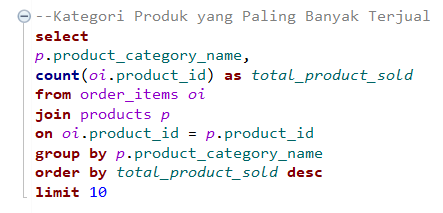 --Kategori Produk yang Paling Banyak Terjual
select
p.product_category_name,
count(oi.product_id) as total_product_sold
from order_items oi
join products p
on oi.product_id = p.product_id
group by p.product_category_name
order by total_product_sold desc
limit 10